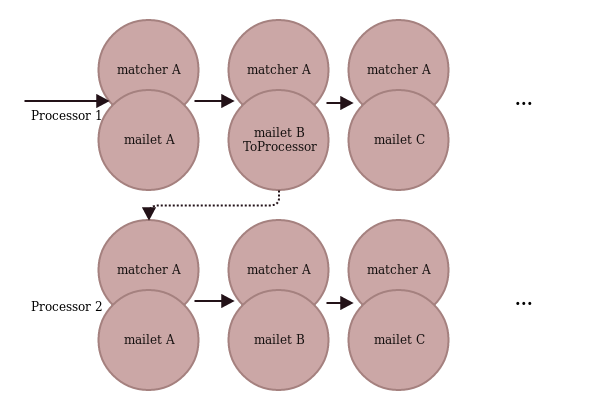 matcher A
matcher A
matcher A
...
Processor 1
mailet A
mailet B
ToProcessor
mailet C
matcher A
matcher A
matcher A
...
Processor 2
mailet A
mailet B
mailet C